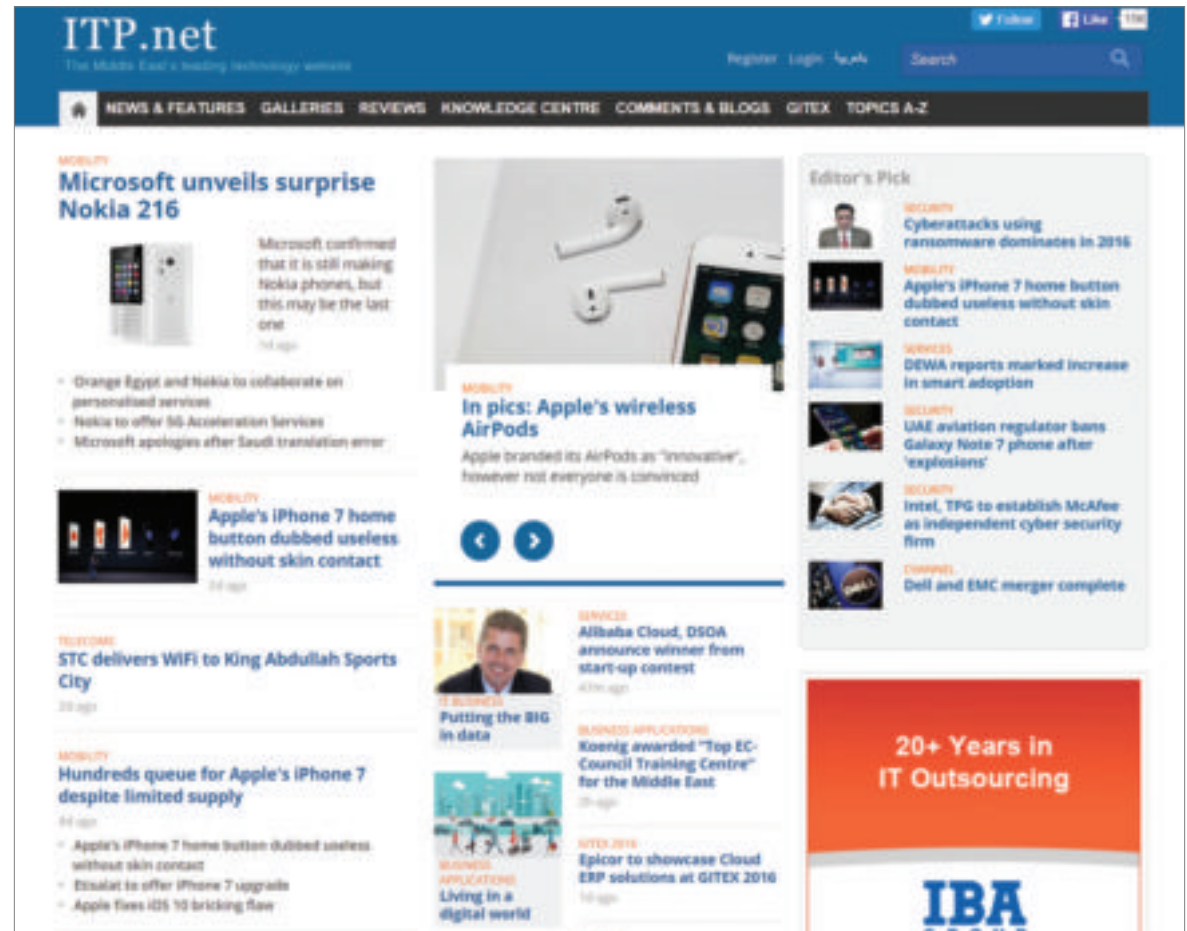 ITP.net
The Middle East's leading technology website
Follow
Like
Register Login بالعربية
Search
NEWS & FEATURES GALLERIES REVIEWS KNOWLEDGE CENTRE COMMENTS & BLOGS GITEX TOPICS A-Z
MOBILITY
Microsoft unveils surprise
Nokia 216
Microsoft confirmed
that it is still making
Nokia phones, but
this may be the last
one
1d ago
Orange Egypt and Nokia to collaborate on
personalised services
Nokia to offer 5G Acceleration Services
Microsoft apologies after Saudi translation error
MOBILITY
Apple's iPhone 7 home
button dubbed useless
without skin contact
2d ago
TELECOMS
STC delivers WiFi to King Abdullah Sports
City
MOBILITY
Hundreds queue for Apple's iPhone 7
despite limited supply
4d ago
Apple's iPhone 7 home button dubbed useless
without skin contact
Etisalat to offer iPhone 7 upgrade
Apple fixes iOS 10 bricking flaw
MOBILITY
In pics: Apple's wireless
AirPods
Apple branded its AirPods as "innovative",
however not everyone is convinced
IT BUSINESS
Putting the BIG
in data
BUSINESS
APPLICATIONS
Living in a
digital world
SERVICES
Alibaba Cloud, DSOA
announce winner from
start-up contest
47m ago
BUSINESS APPLICATIONS
Koenig awarded "Top EC-
Council Training Centre"
for the Middle East
GITEX 2016
Epicor to showcase Cloud
ERP solutions at GITEX 2016
1d ago
Editor's Pick
SECURITY
Cyberattacks using
ransomware dominates in 2016
MOBILITY
Apple's iPhone 7 home button
dubbed useless without skin
contact
SERVICES
DEWA reports marked increase
in smart adoption
SECURITY
UAE aviation regulator bans
Galaxy Note 7 phone after
'explosions'
SECURITY
Intel, TPG to establish McAfee
as independent cyber security
firm
CHANNEL
Dell and EMC merger complete
20+ Years in
IT Outsourcing
IBA